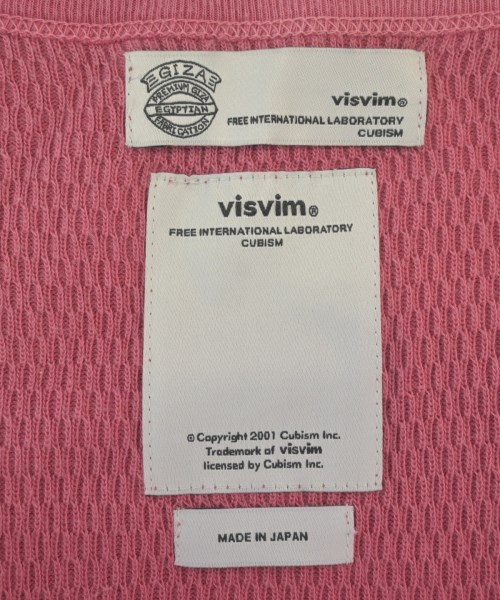 GIZA
PREMIUM GIZA
EGYPTIAN
FABRICATION
visvim®
FREE INTERNATIONAL LABORATORY
CUBISM
visvim®
FREE INTERNATIONAL LABORATORY
CUBISM
© Copyright 2001 Cubism Inc.
Trademark of visvim
licensed by Cubism Inc.
MADE IN JAPAN